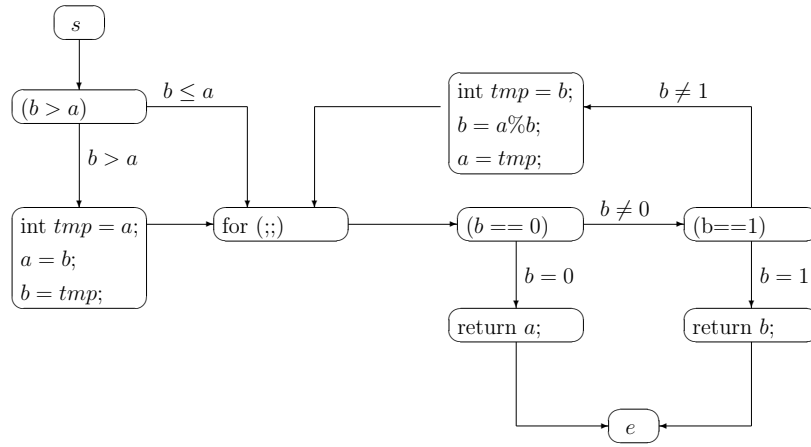 s
(b > a)
b ≤ a
b > a
int tmp = a;
a = b;
b = tmp;
for (;;)
int tmp = b;
b = a%b;
a = tmp;
b ≠ 1
(b == 0)
b ≠ 0
(b==1)
b = 0
b = 1
return a;
return b;
e